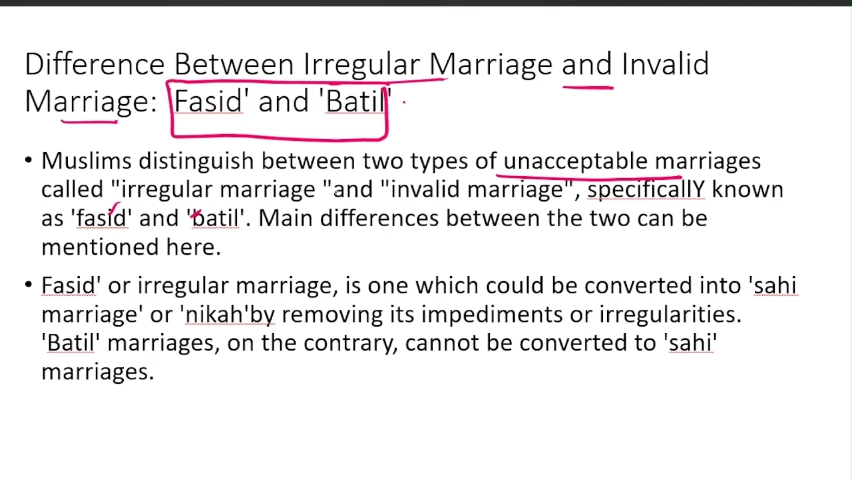 Difference Between Irregular Marriage and Invalid
Marriage: Fasid' and 'Batil'
• Muslims distinguish between two types of unacceptable marriages
called "irregular marriage "and "invalid marriage", specificallY known
as 'fasid' and 'batil'. Main differences between the two can be
mentioned here.
• Fasid' or irregular marriage, is one which could be converted into 'sahi
marriage' or 'nikah'by removing its impediments or irregularities.
'Batil' marriages, on the contrary, cannot be converted to 'sahi'
marriages.